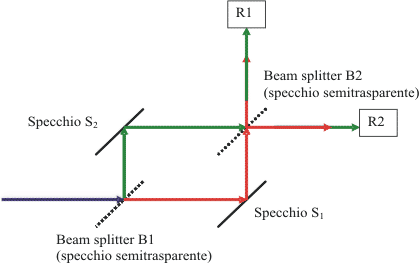 R1
Beam splitter B2
(specchio semitrasparente)
Specchio S₂
R2
Specchio S₁
Beam splitter B1
(specchio semitrasparente)